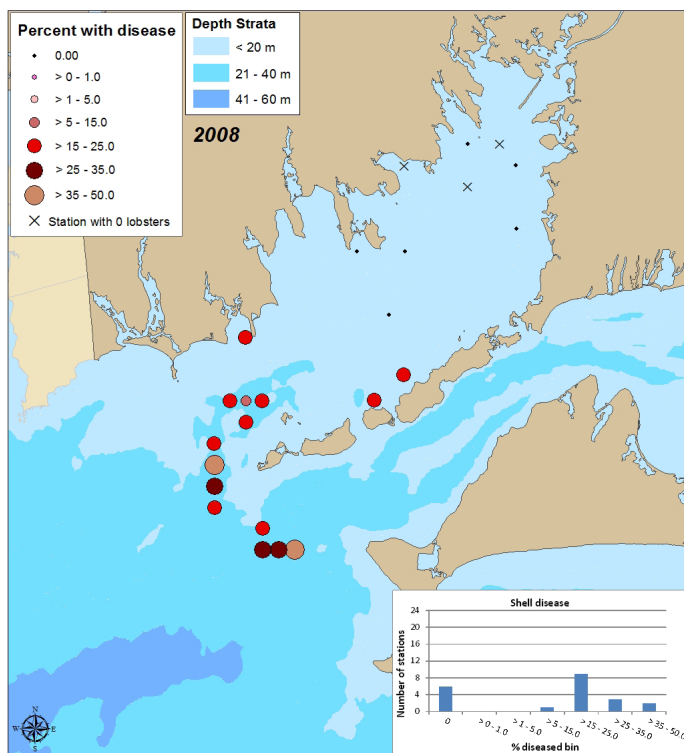 Percent with disease
0.00
> 0 - 1.0
> 1 - 5.0
> 5 - 15.0
> 15 - 25.0
> 25 - 35.0
> 35 - 50.0
Station with 0 lobsters
Depth Strata
< 20 m
21 - 40 m
41 - 60 m
2008
N
W
E
S
Shell disease
Number of stations
24
20
16
12
8
4
0
0
> 0 - 1.0
> 1 - 5.0
> 5 - 15.0
> 15 - 25.0
> 25 - 35.0
> 35 - 50.0
% diseased bin